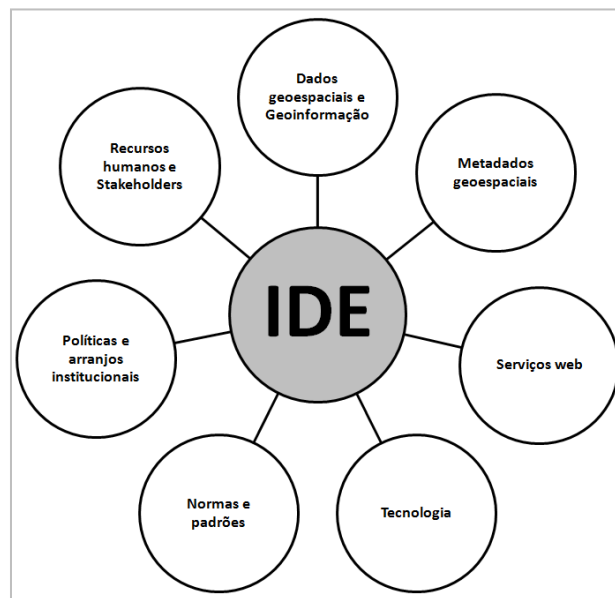 Dados
geoespaciais e
Geoinformação
Recursos
humanos e
Stakeholders
Metadados
geoespaciais
IDE
Políticas e
arranjos
institucionais
Serviços web
Normas e
padrões
Tecnologia